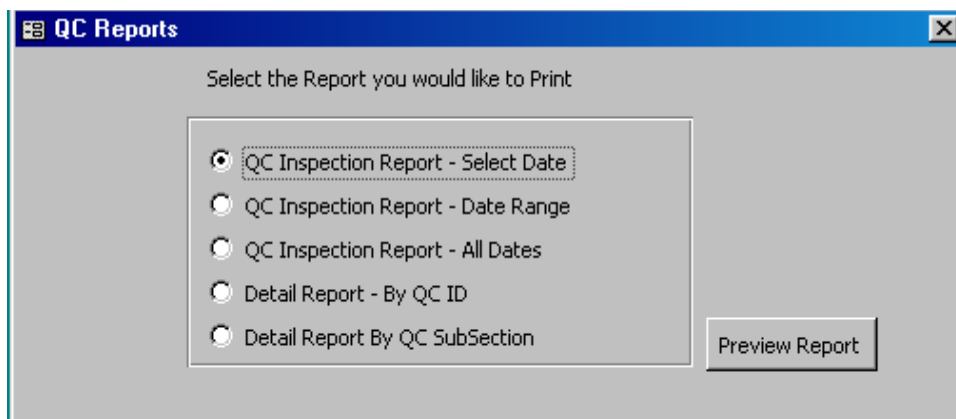 QC Reports
Select the Report you would like to Print
QC Inspection Report - Select Date
QC Inspection Report - Date Range
QC Inspection Report - All Dates
Detail Report - By QC ID
Detail Report By QC SubSection
Preview Report